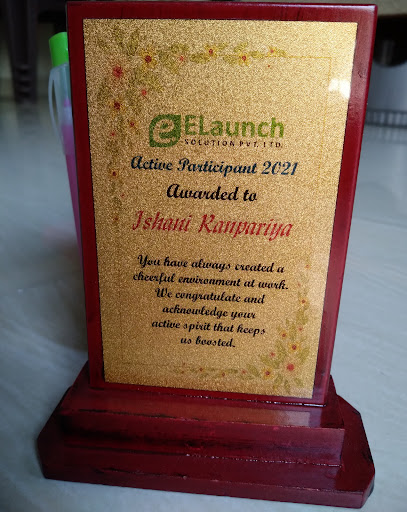 ELaunch
SOLUTION PVT. LTD.
Active Participant 2021
Awarded to
Ishani Ranpariya
You have always created a
cheerful environment at work.
We congratulate and
acknowledge your
active spirit that keeps
us boosted.